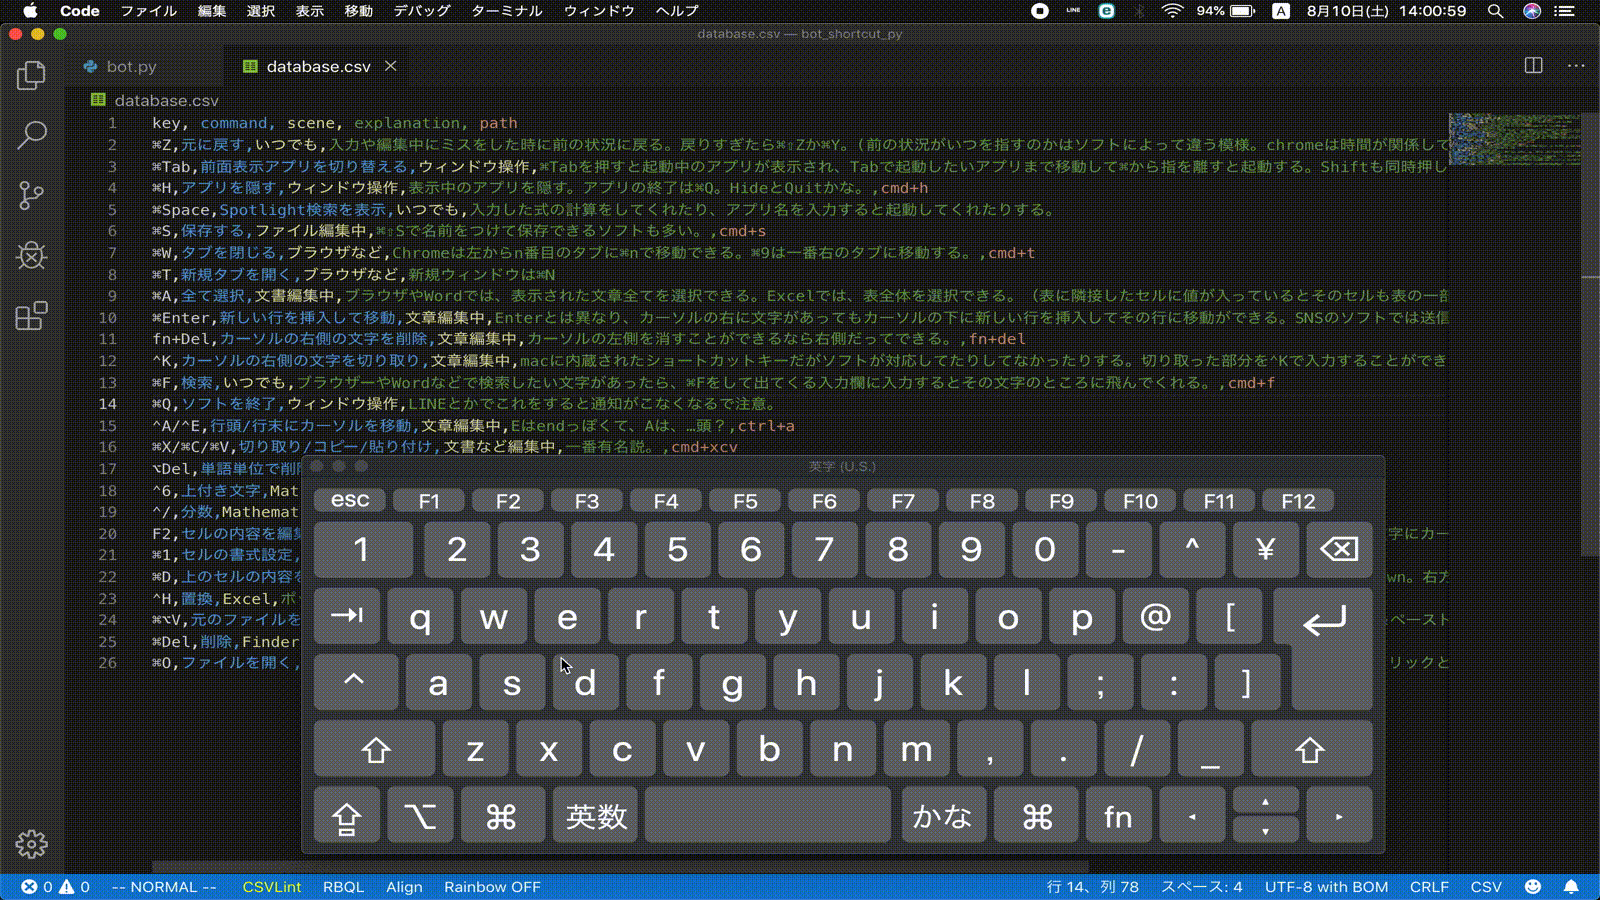 Code ファイル 編集 選択 表示 移動 デバッグ ターミナル ウィンドウ ヘルプ LINE 94% A 8月10日(土) 14:00:59
database.csv — bot_shortcut_py
bot.py database.csv
database.csv
1 key, command, scene, explanation, path
2 ⌘Z,元に戻す,いつでも,入力や編集中にミスをした時に前の状況に戻る。戻りすぎたら⌘⇧Zか⌘Y。(前の状況がいつを指すのかはソフトによって違う模様。chromeは時間が関係して
3 ⌘Tab,前面表示アプリを切り替える,ウィンドウ操作,⌘Tabを押すと起動中のアプリが表示され、Tabで起動したいアプリまで移動して⌘から指を離すと起動する。Shiftも同時押し
4 ⌘H,アプリを隠す,ウィンドウ操作,表示中のアプリを隠す。アプリの終了は⌘Q。HideとQuitかな。,cmd+h
5 ⌘Space,Spotlight検索を表示,いつでも,入力した式の計算をしてくれたり、アプリ名を入力すると起動してくれたりする。
6 ⌘S,保存する,ファイル編集中,⌘⇧Sで名前をつけて保存できるソフトも多い。,cmd+s
7 ⌘W,タブを閉じる,ブラウザなど,Chromeは左からn番目のタブに⌘nで移動できる。⌘9は一番右のタブに移動する。,cmd+t
8 ⌘T,新規タブを開く,ブラウザなど,新規ウィンドウは⌘N
9 ⌘A,全て選択,文書編集中,ブラウザやWordでは、表示された文章全てを選択できる。Excelでは、表全体を選択できる。（表に隣接したセルに値が入っているとそのセルも表の一部
10 ⌘Enter,新しい行を挿入して移動,文章編集中,Enterとは異なり、カーソルの右に文字があってもカーソルの下に新しい行を挿入してその行に移動ができる。SNSのソフトでは送信
11 fn+Del,カーソルの右側の文字を削除,文章編集中,カーソルの左側を消すことができるなら右側だってできる。,fn+del
12 ^K,カーソルの右側の文字を切り取り,文章編集中,macに内蔵されたショートカットキーだがソフトが対応してたりしてなかったりする。切り取った部分を^Kで入力することができ
13 ⌘F,検索,いつでも,ブラウザーやWordなどで検索したい文字があったら、⌘Fをして出てくる入力欄に入力するとその文字のところに飛んでくれる。,cmd+f
14 ⌘Q,ソフトを終了,ウィンドウ操作,LINEとかでこれをすると通知がこなくなるで注意。
15 ^A/^E,行頭/行末にカーソルを移動,文章編集中,Eはendっぽくて、Aは、…頭？,ctrl+a
16 ⌘X/⌘C/⌘V,切り取り/コピー/貼り付け,文書など編集中,一番有名説。,cmd+xcv
17 ⌥Del,単語単位で削
18 ^6,上付き文字,Mat
19 ^/,分数,Mathemat
20 F2,セルの内容を編 字にカー
21 ⌘1,セルの書式設定,
22 ⌘D,上のセルの内容を wn。右方
23 ^H,置換,Excel,
24 ⌘⌥V,元のファイルを ペースト
25 ⌘Del,削除,Finder
26 ⌘O,ファイルを開く, リックと
英字 (U.S.)
esc F1 F2 F3 F4 F5 F6 F7 F8 F9 F10 F11 F12
1 2 3 4 5 6 7 8 9 0 - ^ ¥
q w e r t y u i o p @ [
^ a s d f g h j k l ; : ]
z x c v b n m , . / _
⌥ ⌘ 英数 かな ⌘ fn
0 0 -- NORMAL -- CSVLint RBQL Align Rainbow OFF 行 14、列 78 スペース: 4 UTF-8 with BOM CRLF CSV